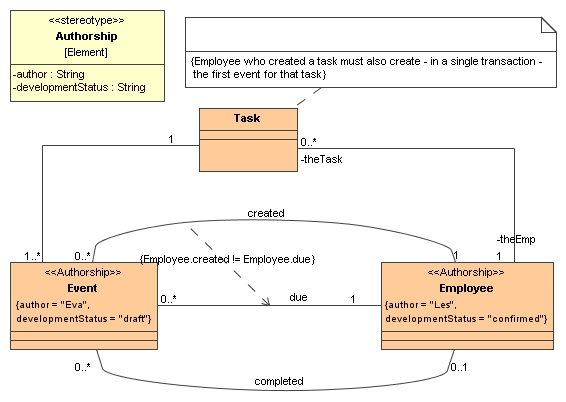 <<stereotype>>
Authorship
[Element]
-author : String
-developmentStatus : String
{Employee who created a task must also create - in a single transaction -
the first event for that task}
Task
1
0..*
-theTask
created
1..*
0..*
{Employee.created != Employee.due}
1
1
-theEmp
<<Authorship>>
Event
{author = "Eva",
developmentStatus = "draft"}
0..*
due
1
<<Authorship>>
Employee
{author = "Les",
developmentStatus = "confirmed"}
0..*
completed
0..1